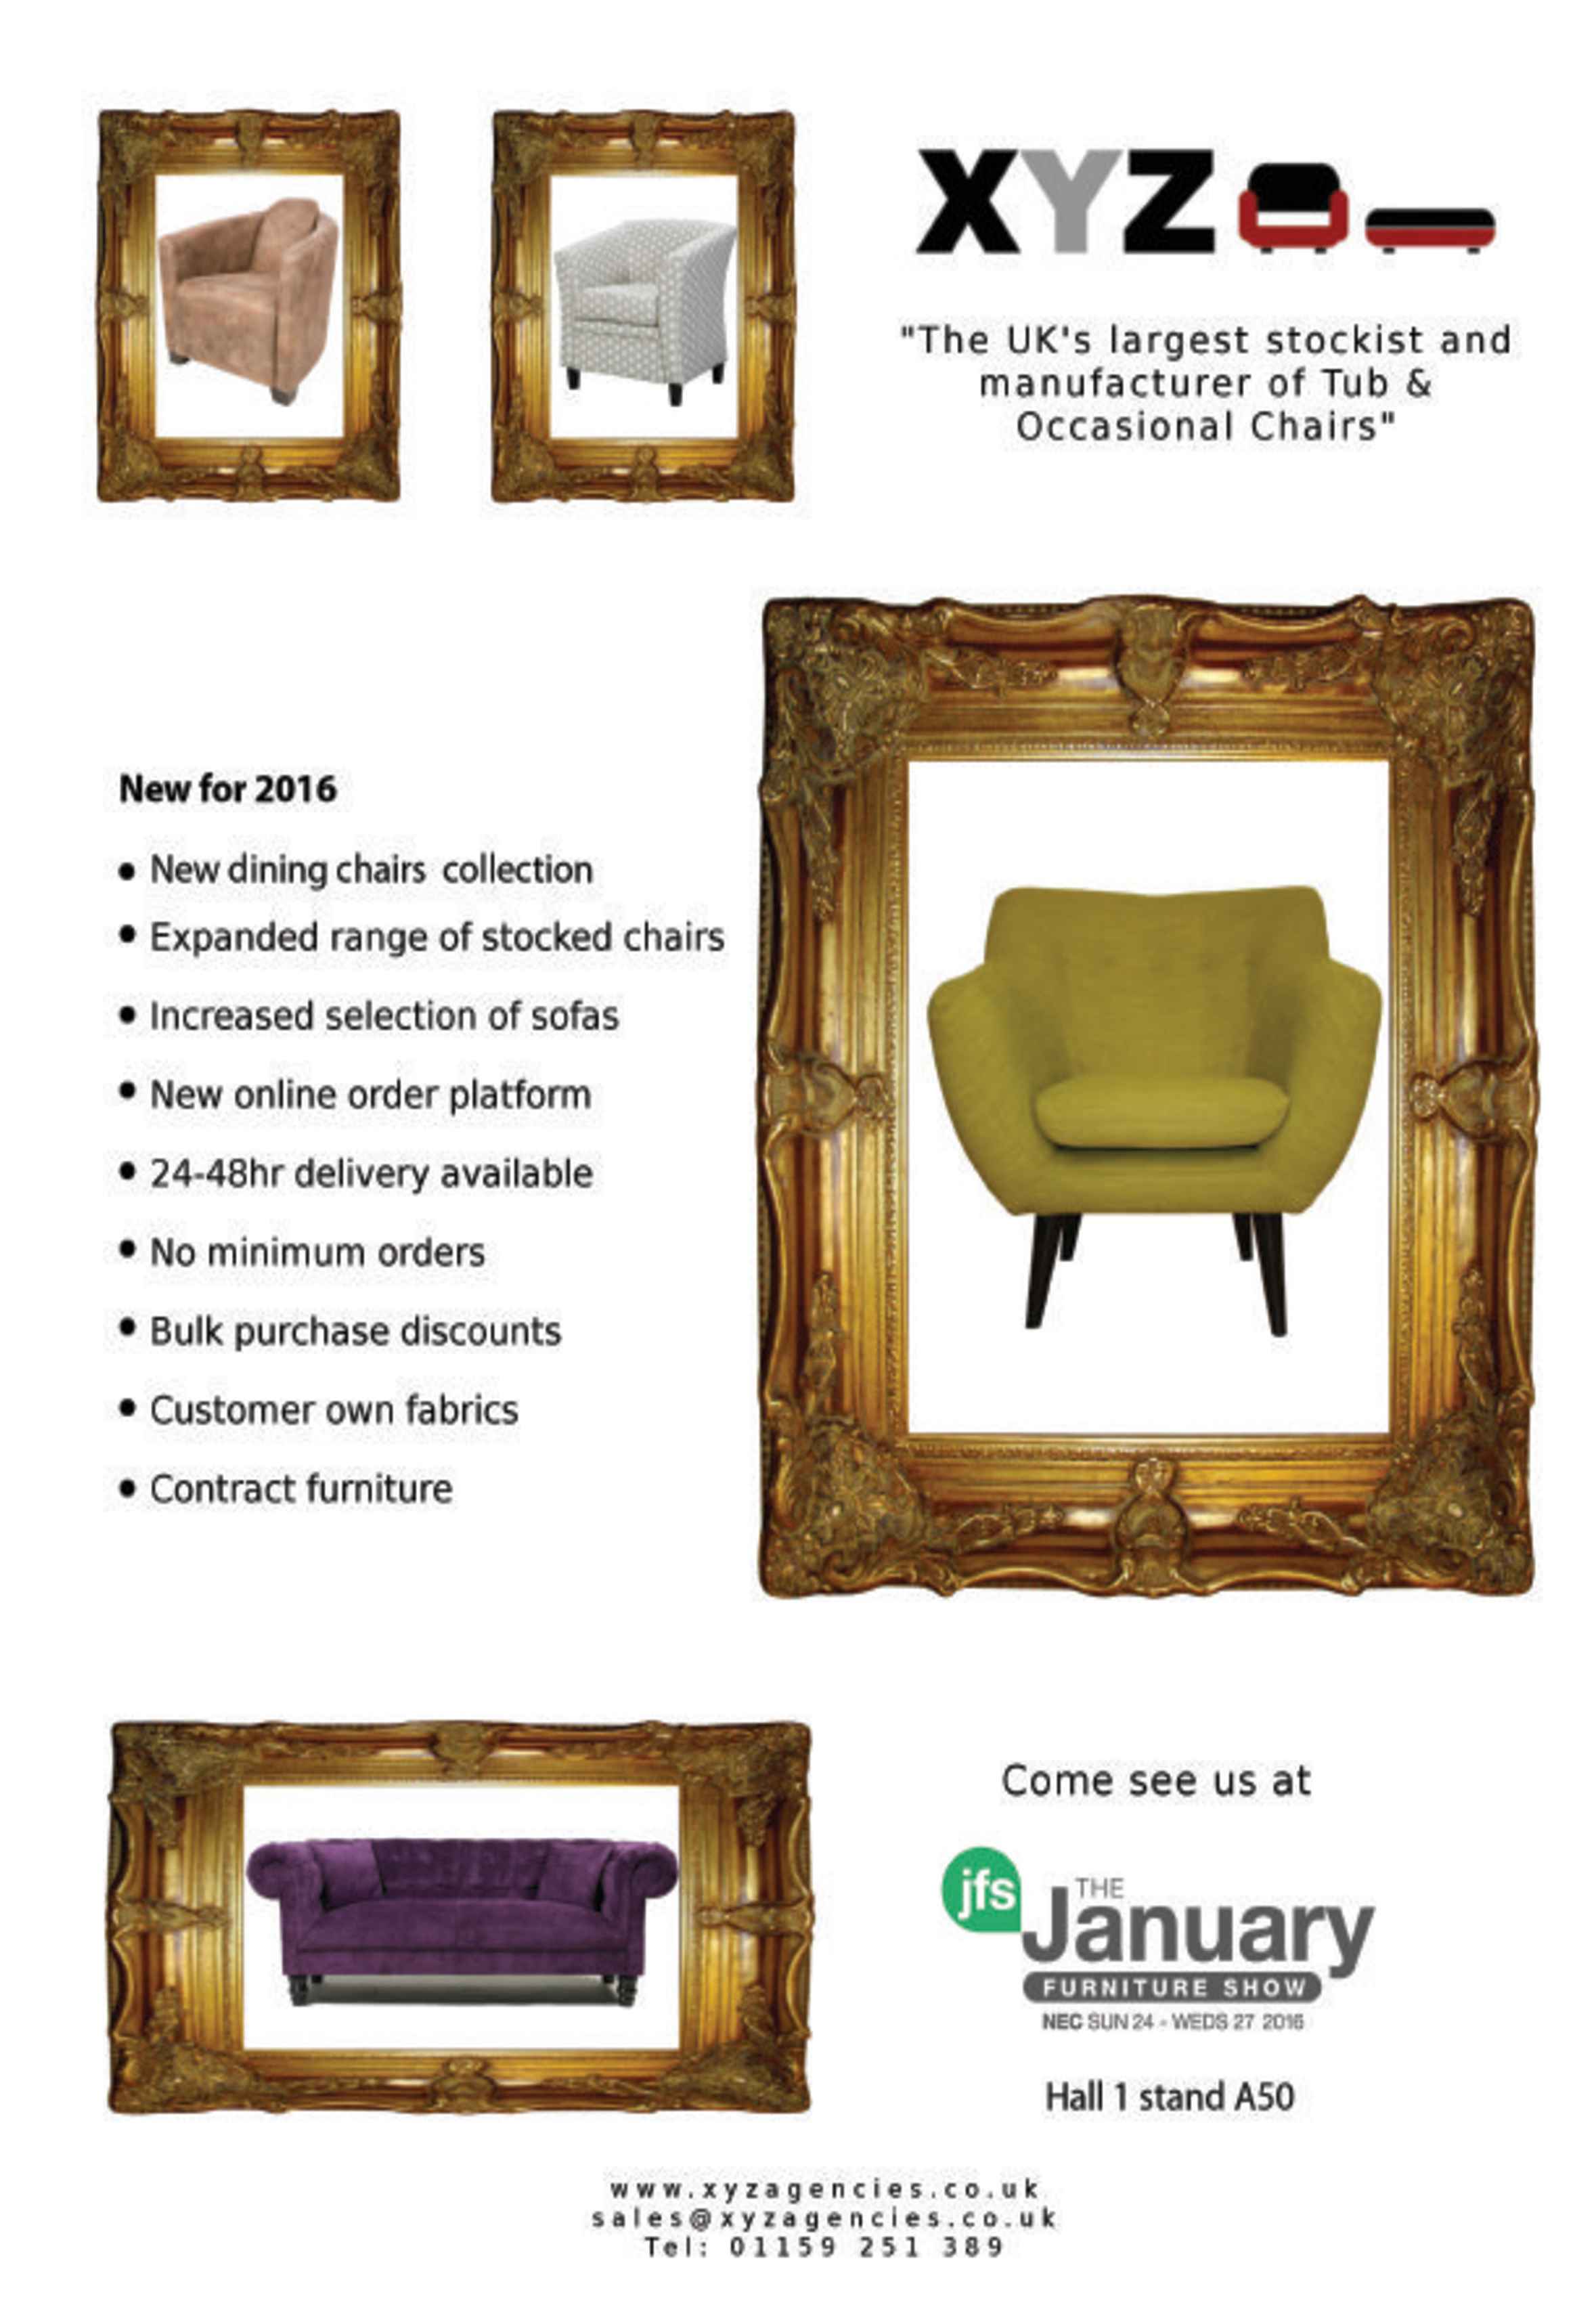 XYZ
"The UK's largest stockist and
manufacturer of Tub &
Occasional Chairs"
New for 2016
• New dining chairs collection
• Expanded range of stocked chairs
• Increased selection of sofas
• New online order platform
• 24-48hr delivery available
• No minimum orders
• Bulk purchase discounts
• Customer own fabrics
• Contract furniture
Come see us at
jfs
THE
January
FURNITURE SHOW
NEC SUN 24 - WEDS 27 2016
Hall 1 stand A50
www.xyzagencies.co.uk
sales@xyzagencies.co.uk
Tel: 01159 251 389